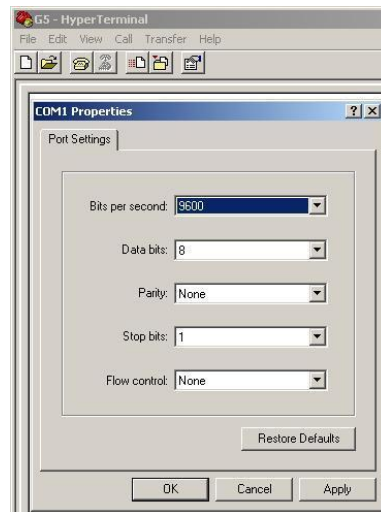 G5 - HyperTerminal
File Edit View Call Transfer Help
COM1 Properties
Port Settings
Bits per second: 9600
Data bits: 8
Parity: None
Stop bits: 1
Flow control: None
Restore Defaults
OK Cancel Apply